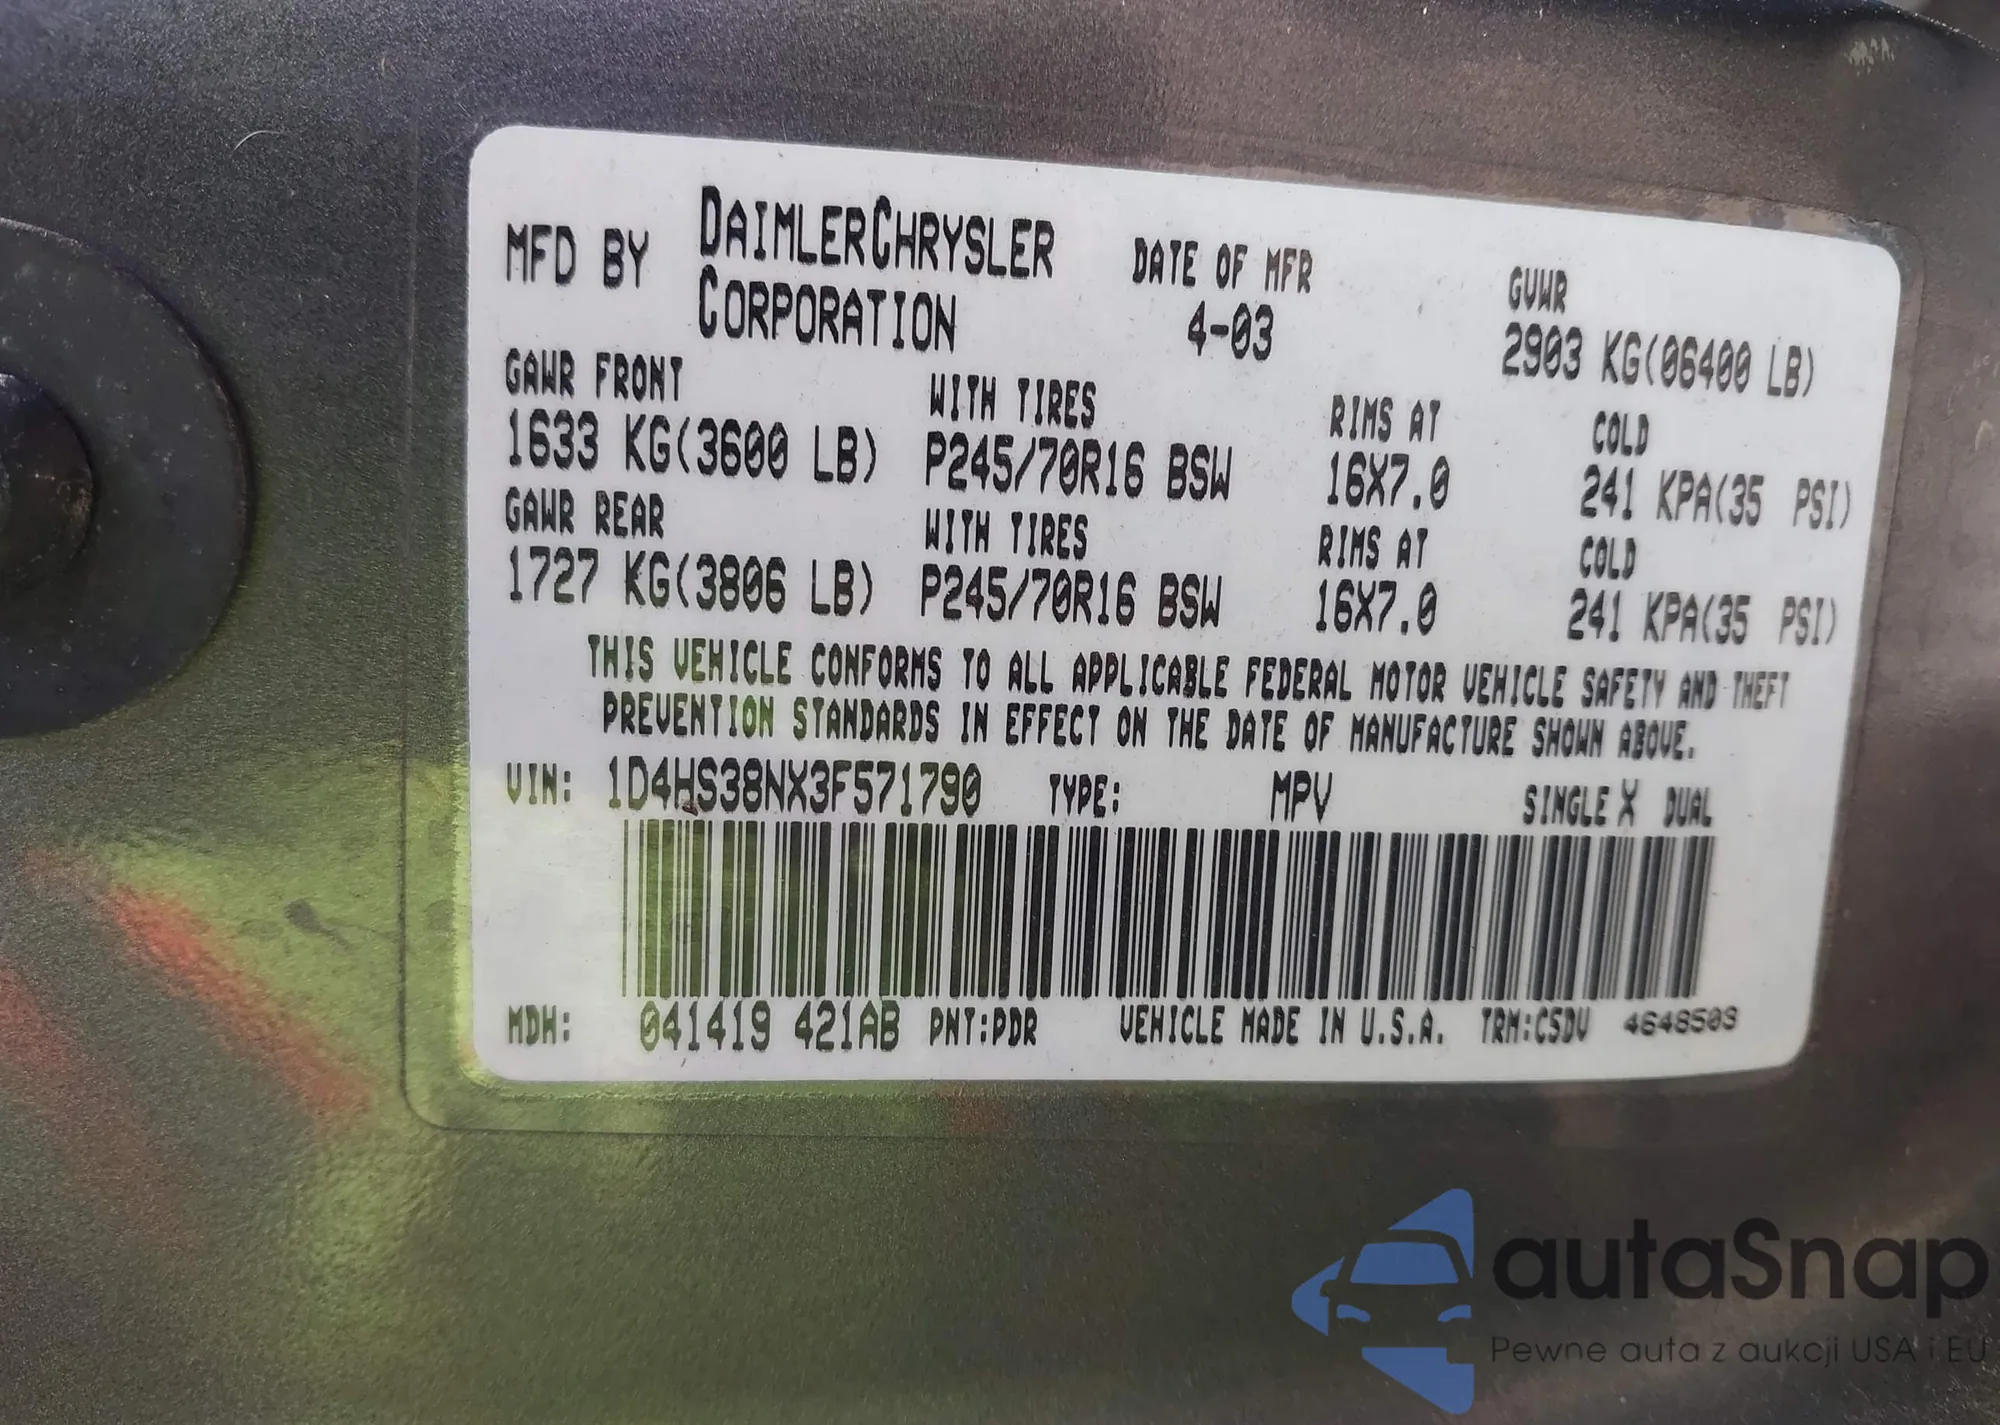 MFD BY DAIMLERCHRYSLER CORPORATION
DATE OF MFR
4-03
GVWR
2903 KG(06400 LB)
GAWR FRONT WITH TIRES RIMS AT COLD
1633 KG(3600 LB) P245/70R16 BSW 16X7.0 241 KPA(35 PSI)
GAWR REAR WITH TIRES RIMS AT COLD
1727 KG(3806 LB) P245/70R16 BSW 16X7.0 241 KPA(35 PSI)
THIS VEHICLE CONFORMS TO ALL APPLICABLE FEDERAL MOTOR VEHICLE SAFETY AND THEFT
PREVENTION STANDARDS IN EFFECT ON THE DATE OF MANUFACTURE SHOWN ABOVE.
VIN: 1D4HS38NX3F571790 TYPE: MPV SINGLE X DUAL
MDH: 041419 421AB PNT:PDR VEHICLE MADE IN U.S.A. TRM:C5DV 4648503
autaSnap
Pewne auta z aukcji USA i EU